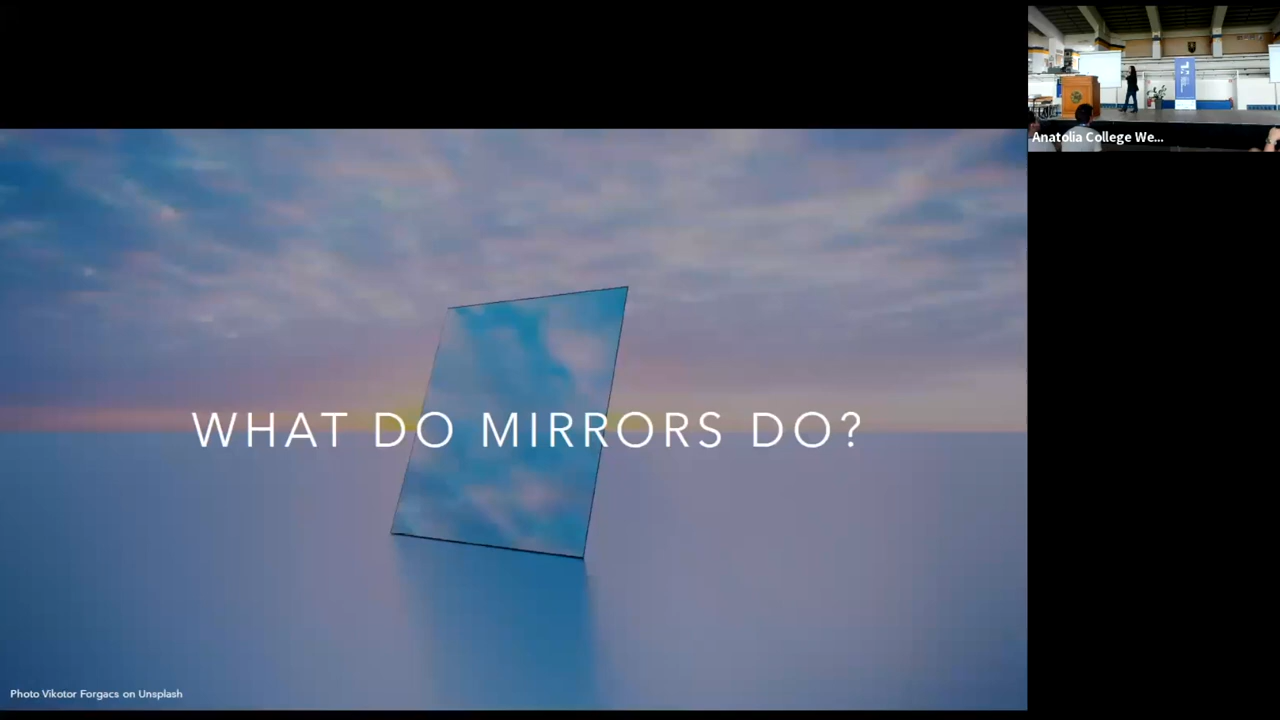 WHAT DO MIRRORS DO?
Photo Vikotor Forgacs on Unsplash
Anatolia College We...